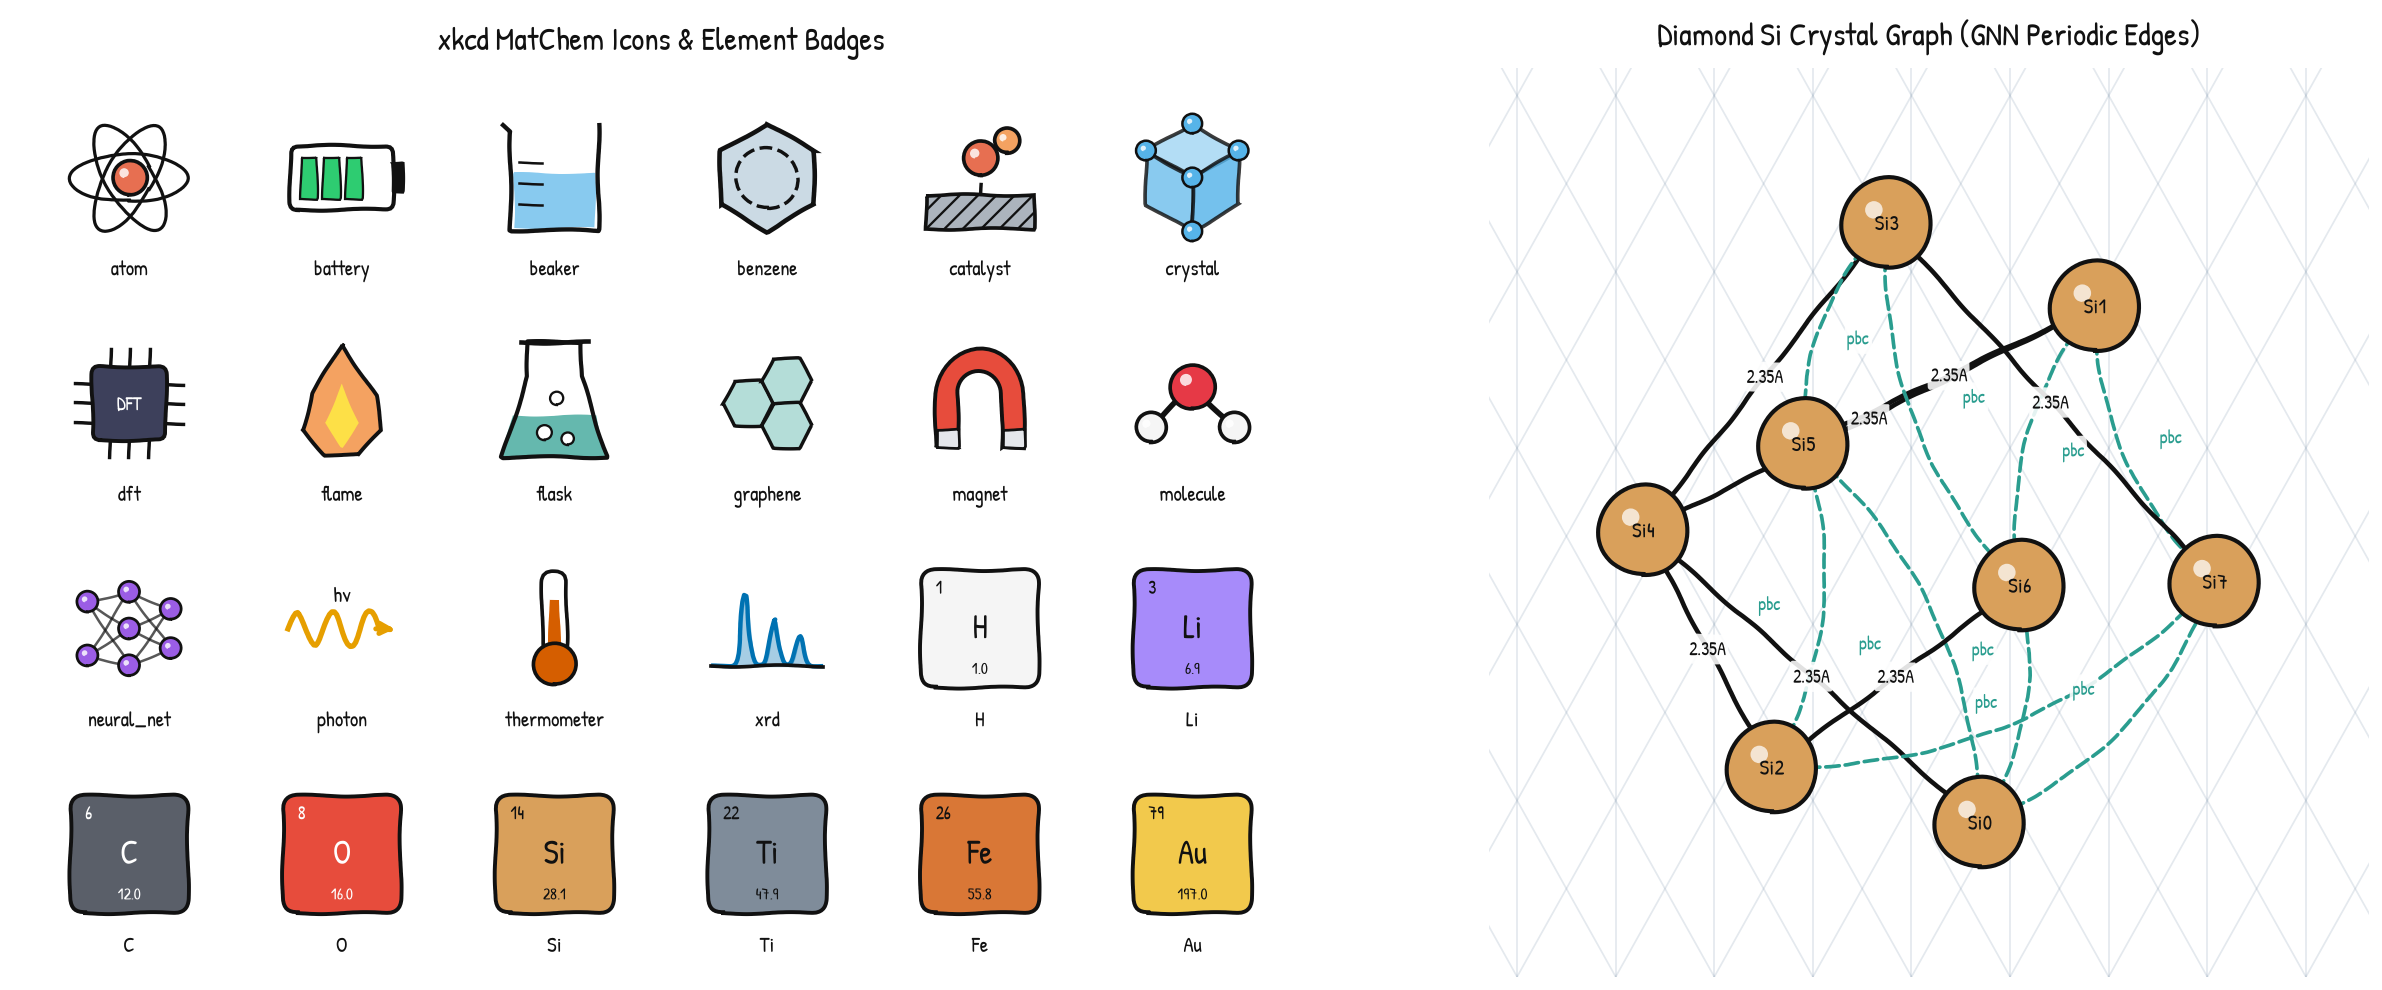 xkcd MatChem Icons & Element Badges
atom
battery
beaker
benzene
catalyst
crystal
DFT
dft
flame
flask
graphene
magnet
molecule
neural_net
hν
photon
thermometer
xrd
1
H
1.0
H
3
Li
6.9
Li
6
C
12.0
C
8
O
16.0
O
14
Si
28.1
Si
22
Ti
47.9
Ti
26
Fe
55.8
Fe
79
Au
197.0
Au
Diamond Si Crystal Graph (GNN Periodic Edges)
Si3
Si1
pbc
2.35A
2.35A
pbc
2.35A
2.35A
Si5
pbc
pbc
Si4
Si6
Si7
pbc
2.35A
pbc
pbc
2.35A
2.35A
pbc
pbc
Si2
Si0